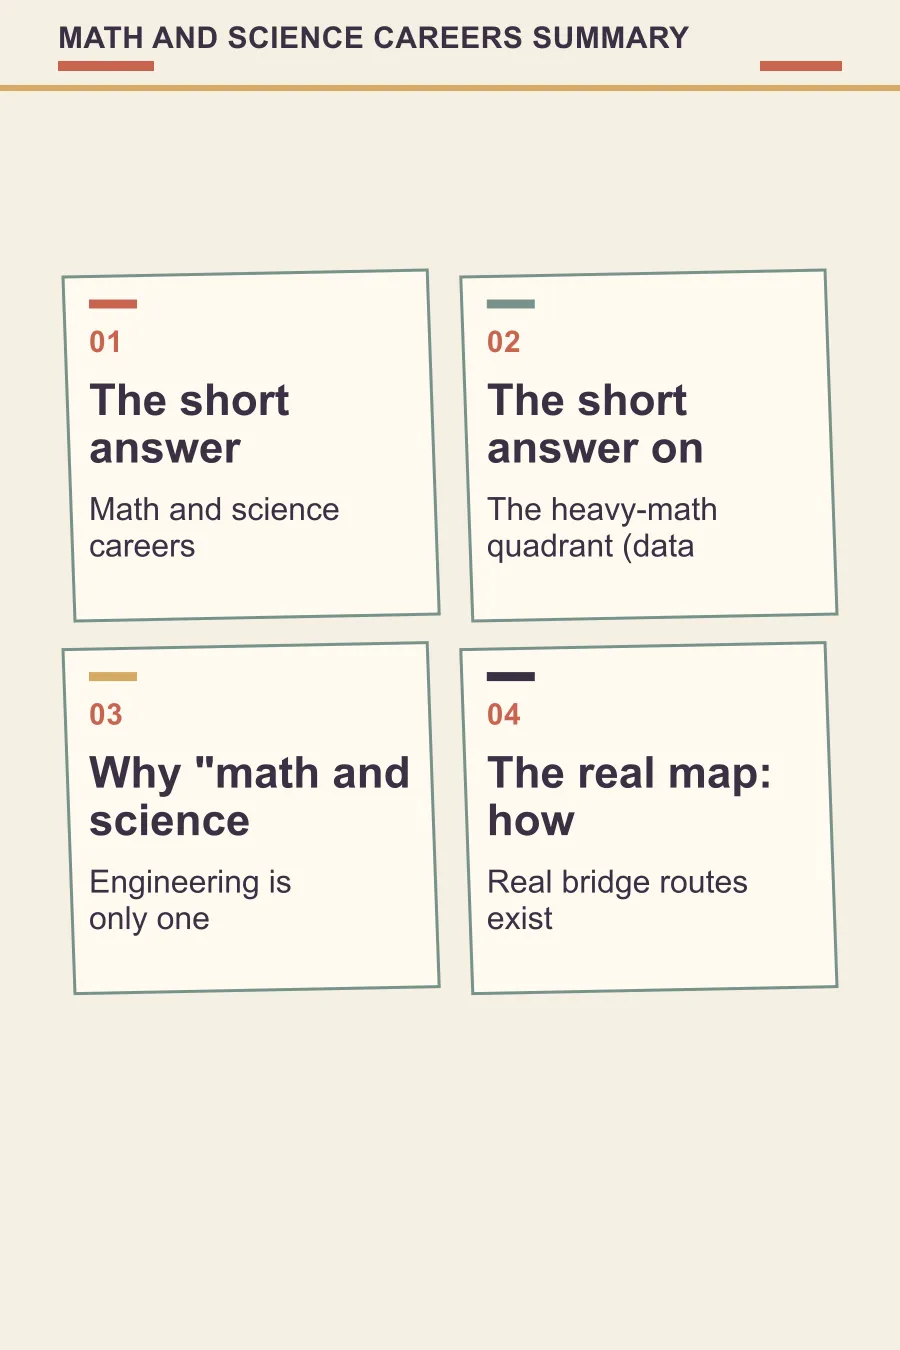 MATH AND SCIENCE CAREERS SUMMARY
01
The short
answer
Math and science
careers
02
The short
answer on
The heavy-math
quadrant (data
03
Why "math and
science
Engineering is
only one
04
The real map:
how
Real bridge routes
exist